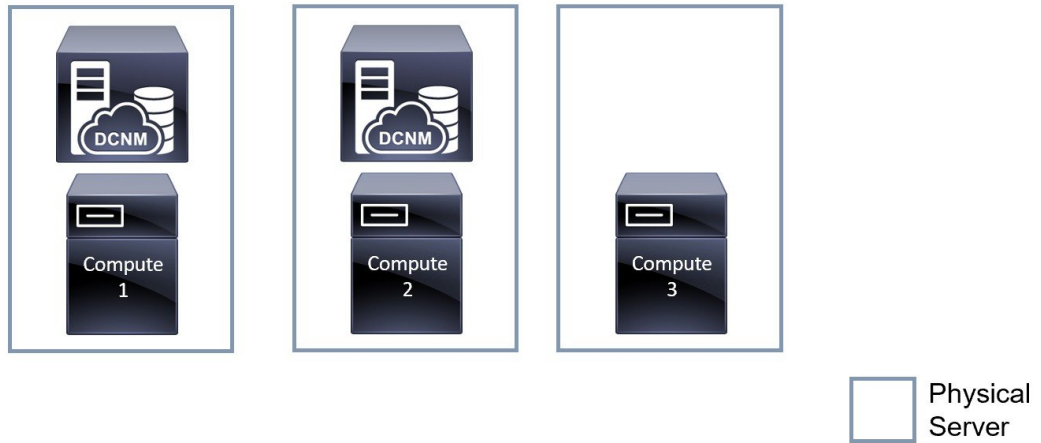 DCNM
Compute
1
DCNM
Compute
2
Compute
3
Physical
Server